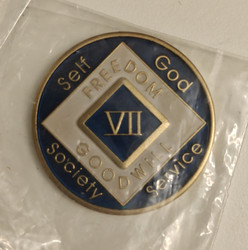 Self
God
FREEDOM
VII
GOODWILL
Society
Service